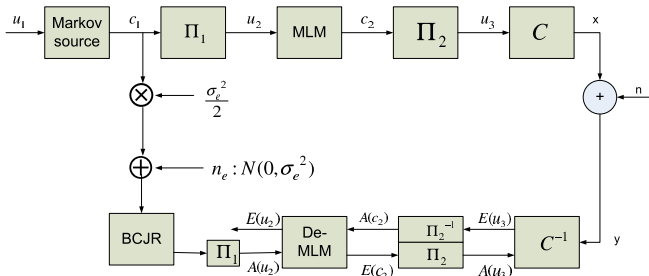 u₁ Markov source c₁ Π₁ u₂ MLM c₂ Π₂ u₃ C x
σₑ²
2
+ n
nₑ : N(0, σₑ²)
E(u₂) A(c₂) E(u₃)
BCJR Π₁ De-MLM Π₂⁻¹ Π₂ C⁻¹ y
A(u₂) E(c₂) A(u₃)